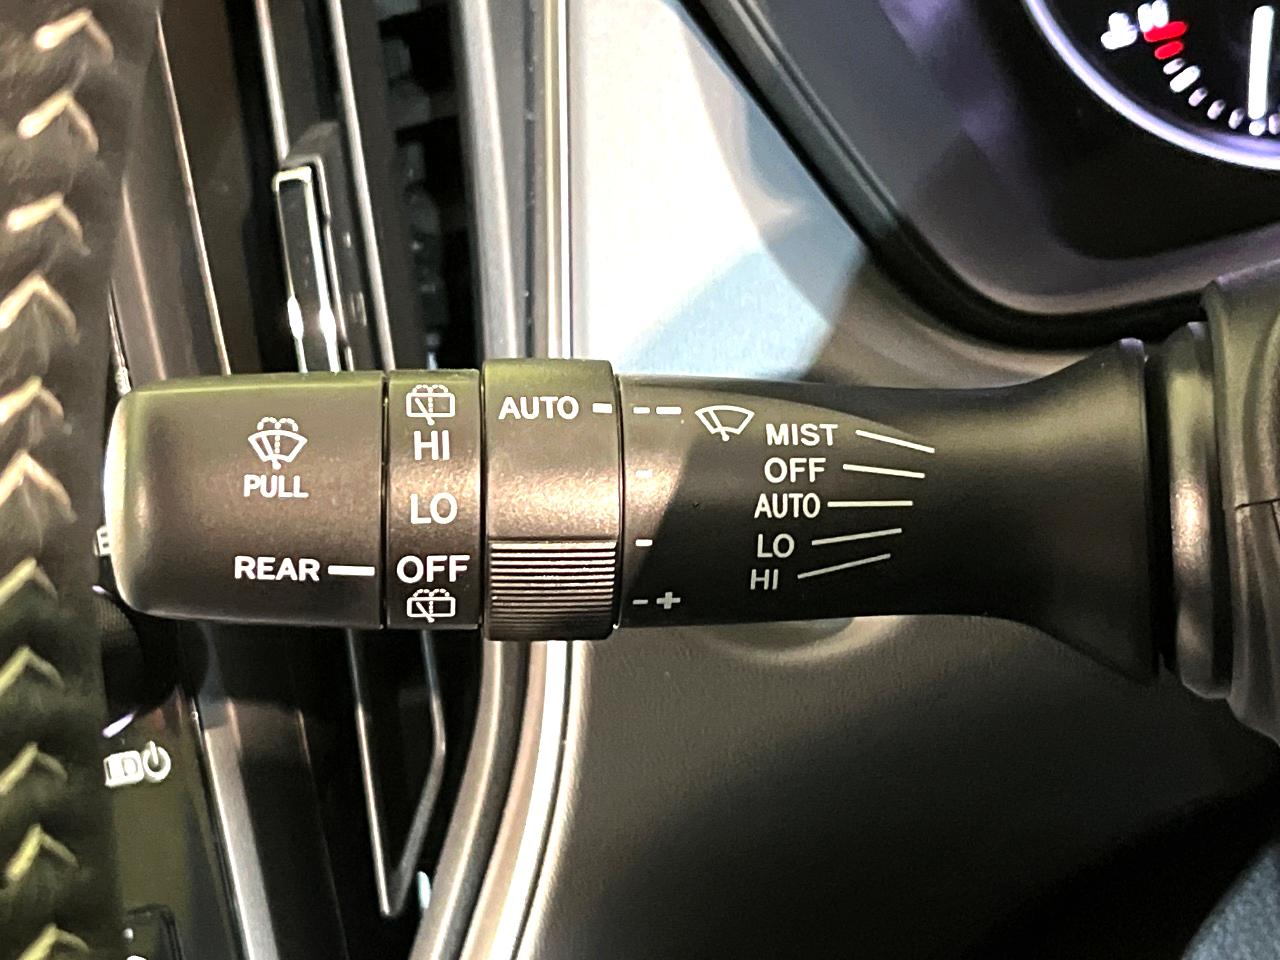 H
AUTO
MIST
HI
OFF
PULL
LO
AUTO
LO
REAR
OFF
HI
- +